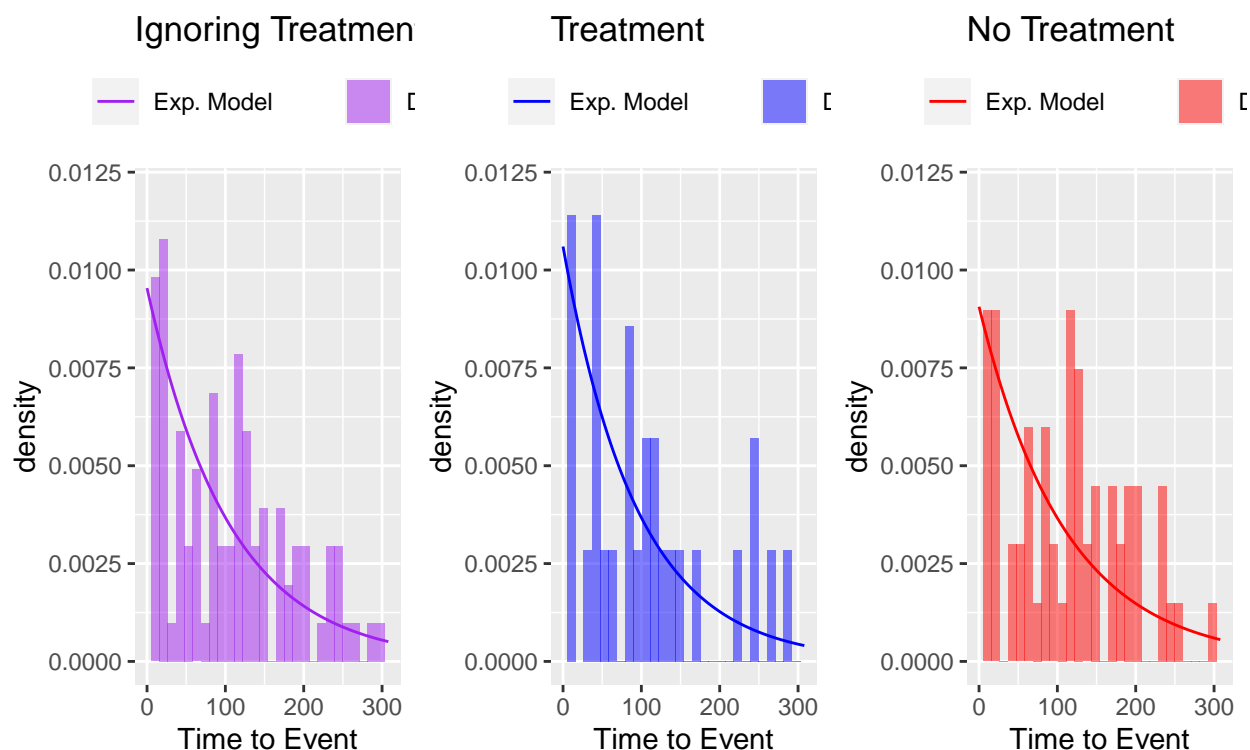 Ignoring Treatmen
Exp. Model
D
0.0125
0.0100
0.0075
0.0050
0.0025
0.0000
density
0 100 200 300
Time to Event
Treatment
Exp. Model
D
0.0125
0.0100
0.0075
0.0050
0.0025
0.0000
density
0 100 200 300
Time to Event
No Treatment
Exp. Model
D
0.0125
0.0100
0.0075
0.0050
0.0025
0.0000
density
0 100 200 300
Time to Event